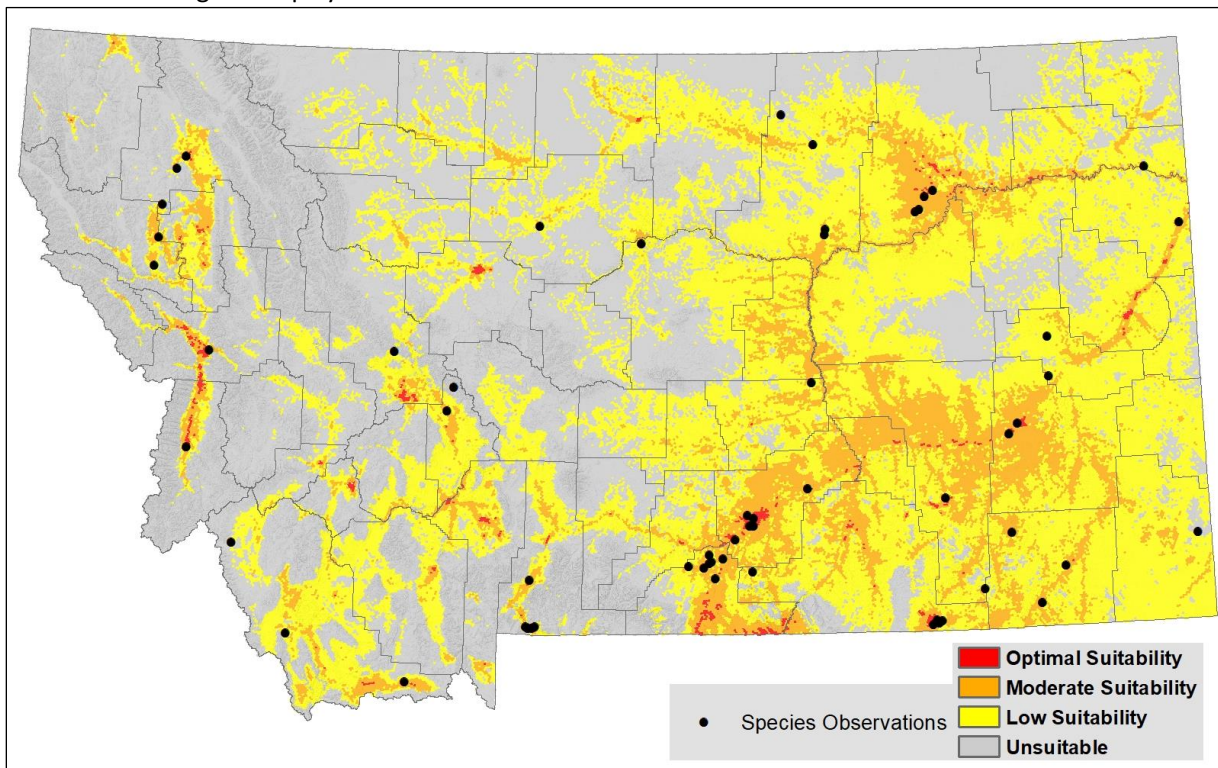 Optimal Suitability
Moderate Suitability
Species Observations
Low Suitability
Unsuitable